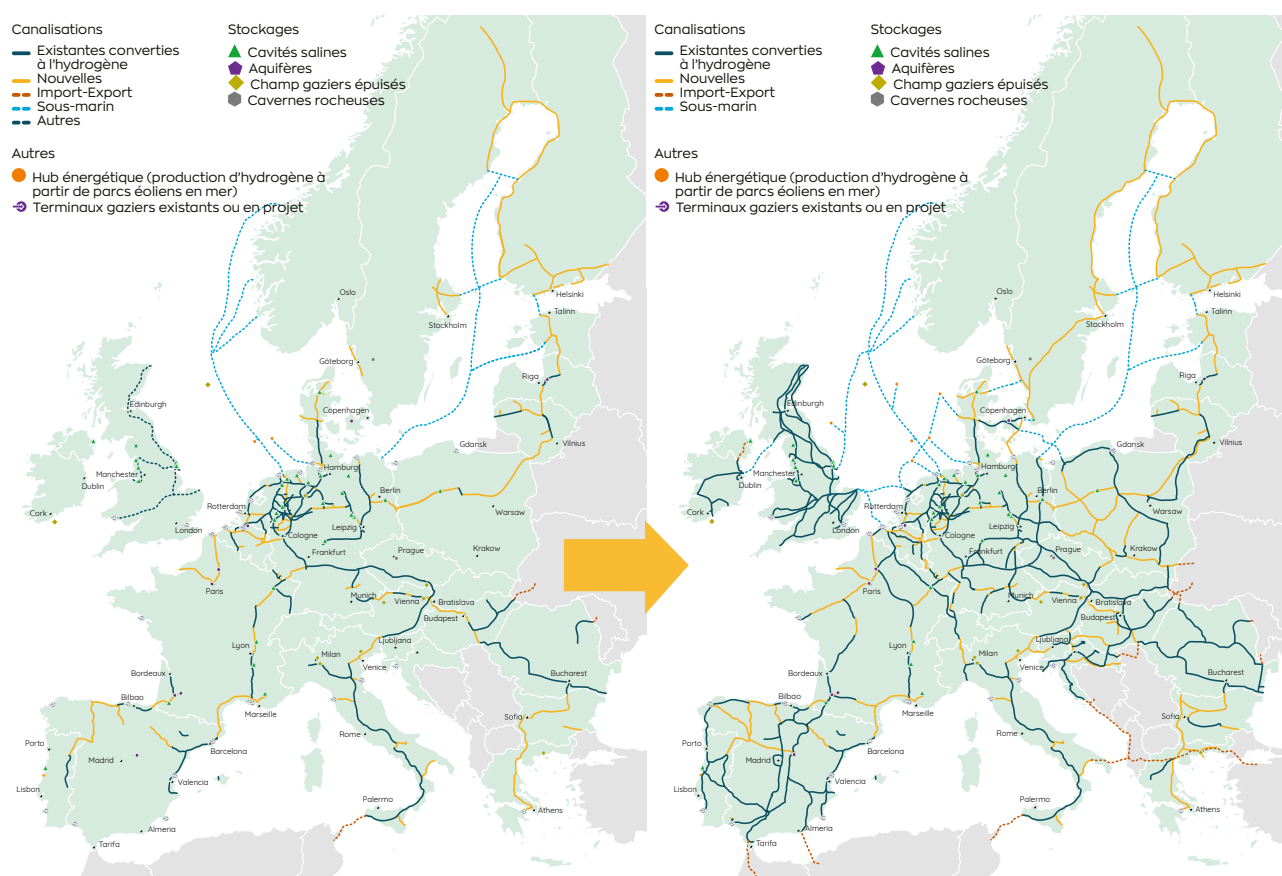 Canalisations
Existantes converties
à l'hydrogène
Nouvelles
Import-Export
Sous-marin
Autres
Stockages
Cavités salines
Aquifères
Champ gaziers épuisés
Cavernes rocheuses
Autres
Hub énergétique (production d'hydrogène à
partir de parcs éoliens en mer)
Terminaux gaziers existants ou en projet
Oslo
Helsinki
Talinn
Stockholm
Göteborg
Riga
Edinburgh
Copenhagen
Gdansk
Vilnius
Manchester
Dublin
Hamburg
Berlin
Cork
London
Rotterdam
Warsaw
Leipzig
Cologne
Frankfurt
Prague
Krakow
Paris
Munich
Vienna
Bratislava
Budapest
Lyon
Milan
Ljubljana
Venice
Bordeaux
Bucharest
Bilbao
Marseille
Sofia
Porto
Rome
Madrid
Barcelona
Lisbon
Valencia
Palermo
Athens
Almeria
Tarifa
Canalisations
Existantes converties
à l'hydrogène
Nouvelles
Import-Export
Sous-marin
Stockages
Cavités salines
Aquifères
Champ gaziers épuisés
Cavernes rocheuses
Autres
Hub énergétique (production d'hydrogène à
partir de parcs éoliens en mer)
Terminaux gaziers existants ou en projet
Oslo
Helsinki
Talinn
Stockholm
Göteborg
Riga
Edinburgh
Copenhagen
Gdansk
Vilnius
Manchester
Dublin
Hamburg
Berlin
Cork
London
Rotterdam
Warsaw
Leipzig
Cologne
Frankfurt
Prague
Krakow
Paris
Munich
Vienna
Bratislava
Budapest
Lyon
Milan
Ljubljana
Venice
Bordeaux
Bucharest
Bilbao
Marseille
Sofia
Porto
Rome
Madrid
Barcelona
Lisbon
Valencia
Palermo
Athens
Almeria
Tarifa